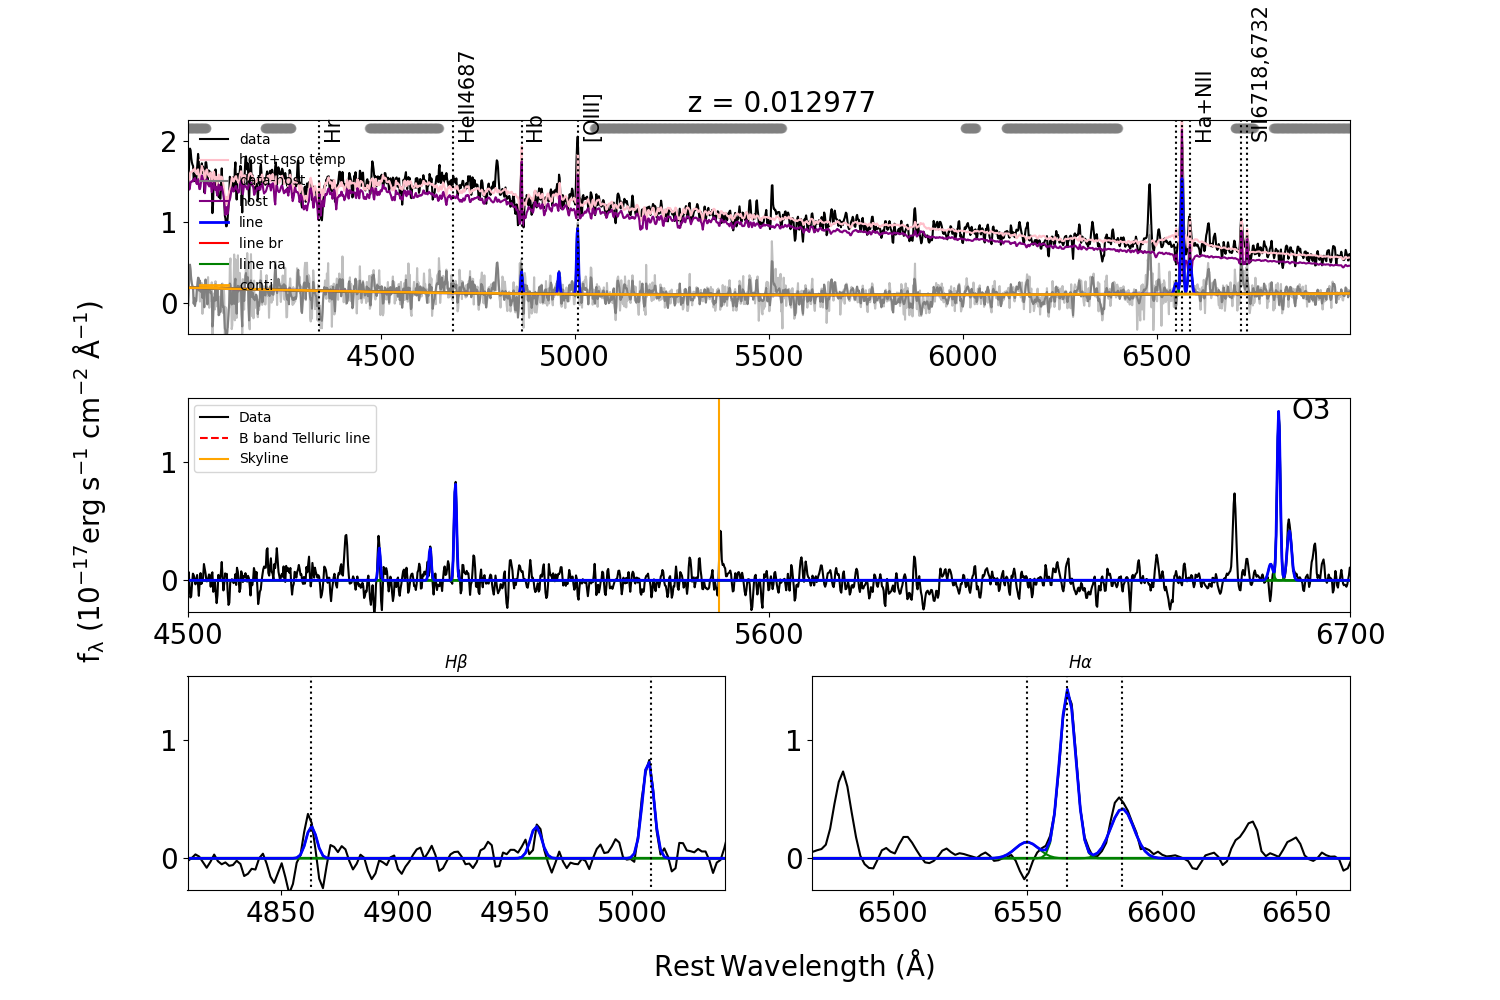 z = 0.012977
Hr
HeII4687
Hb
[OIII]
Ha+NII
SII6718,6732
data
host+qso temp
data-host
host
line
line br
line na
conti
2
1
0
4500 5000 5500 6000 6500
Data
B band Telluric line
Skyline
O3
1
0
4500 5600 6700
fλ (10⁻¹⁷erg s⁻¹ cm⁻² Å⁻¹)
Hβ
1
0
4850 4900 4950 5000
Hα
1
0
6500 6550 6600 6650
Rest Wavelength (Å)